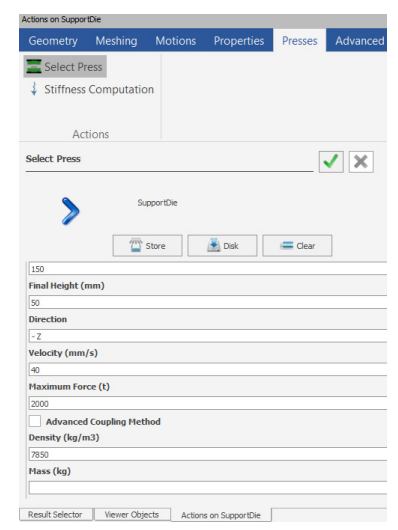 Actions on SupportDie
Geometry Meshing Motions Properties Presses Advanced
Select Press
Stiffness Computation
Actions
Select Press
SupportDie
Store Disk Clear
150
Final Height (mm)
50
Direction
- Z
Velocity (mm/s)
40
Maximum Force (t)
2000
Advanced Coupling Method
Density (kg/m3)
7850
Mass (kg)
Result Selector Viewer Objects Actions on SupportDie